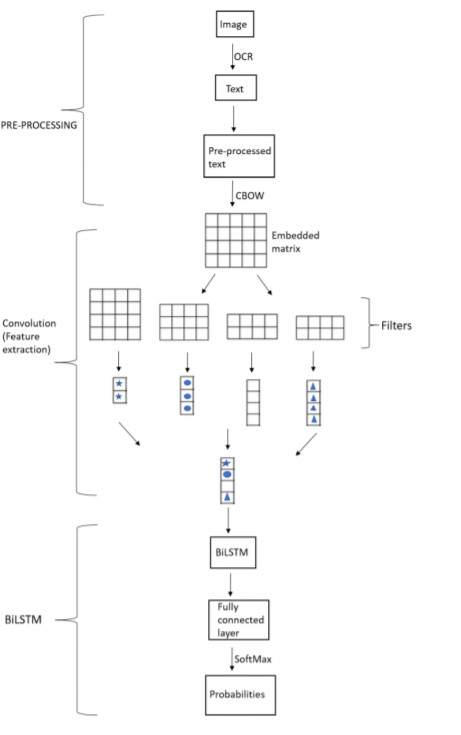 Image
OCR
Text
PRE-PROCESSING
Pre-processed
text
CBOW
Embedded
matrix
Convolution
(Feature
extraction)
Filters
BiLSTM
Fully
connected
layer
BiLSTM
SoftMax
Probabilities